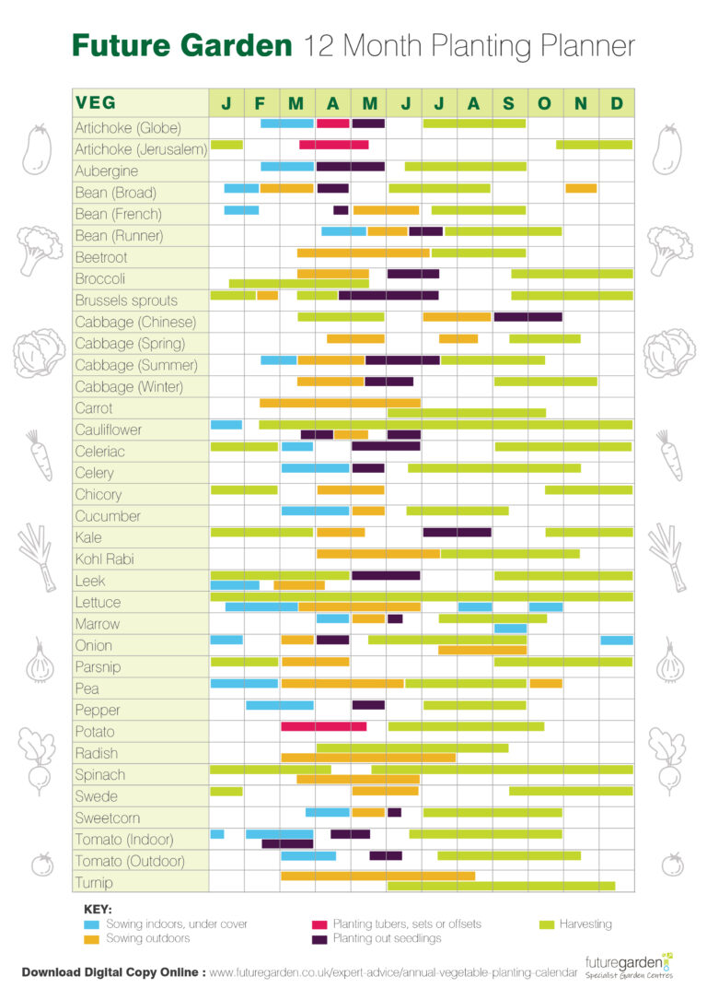 Future Garden 12 Month Planting Planner
VEG J F M A M J J A S O N D
Artichoke (Globe)
Artichoke (Jerusalem)
Aubergine
Bean (Broad)
Bean (French)
Bean (Runner)
Beetroot
Broccoli
Brussels sprouts
Cabbage (Chinese)
Cabbage (Spring)
Cabbage (Summer)
Cabbage (Winter)
Carrot
Cauliflower
Celeriac
Celery
Chicory
Cucumber
Kale
Kohl Rabi
Leek
Lettuce
Marrow
Onion
Parsnip
Pea
Pepper
Potato
Radish
Spinach
Swede
Sweetcorn
Tomato (Indoor)
Tomato (Outdoor)
Turnip
KEY:
Sowing indoors, under cover Planting tubers, sets or offsets Harvesting
Sowing outdoors Planting out seedlings
Download Digital Copy Online : www.futuregarden.co.uk/expert-advice/annual-vegetable-planting-calendar
futuregarden
Specialist Garden Centres